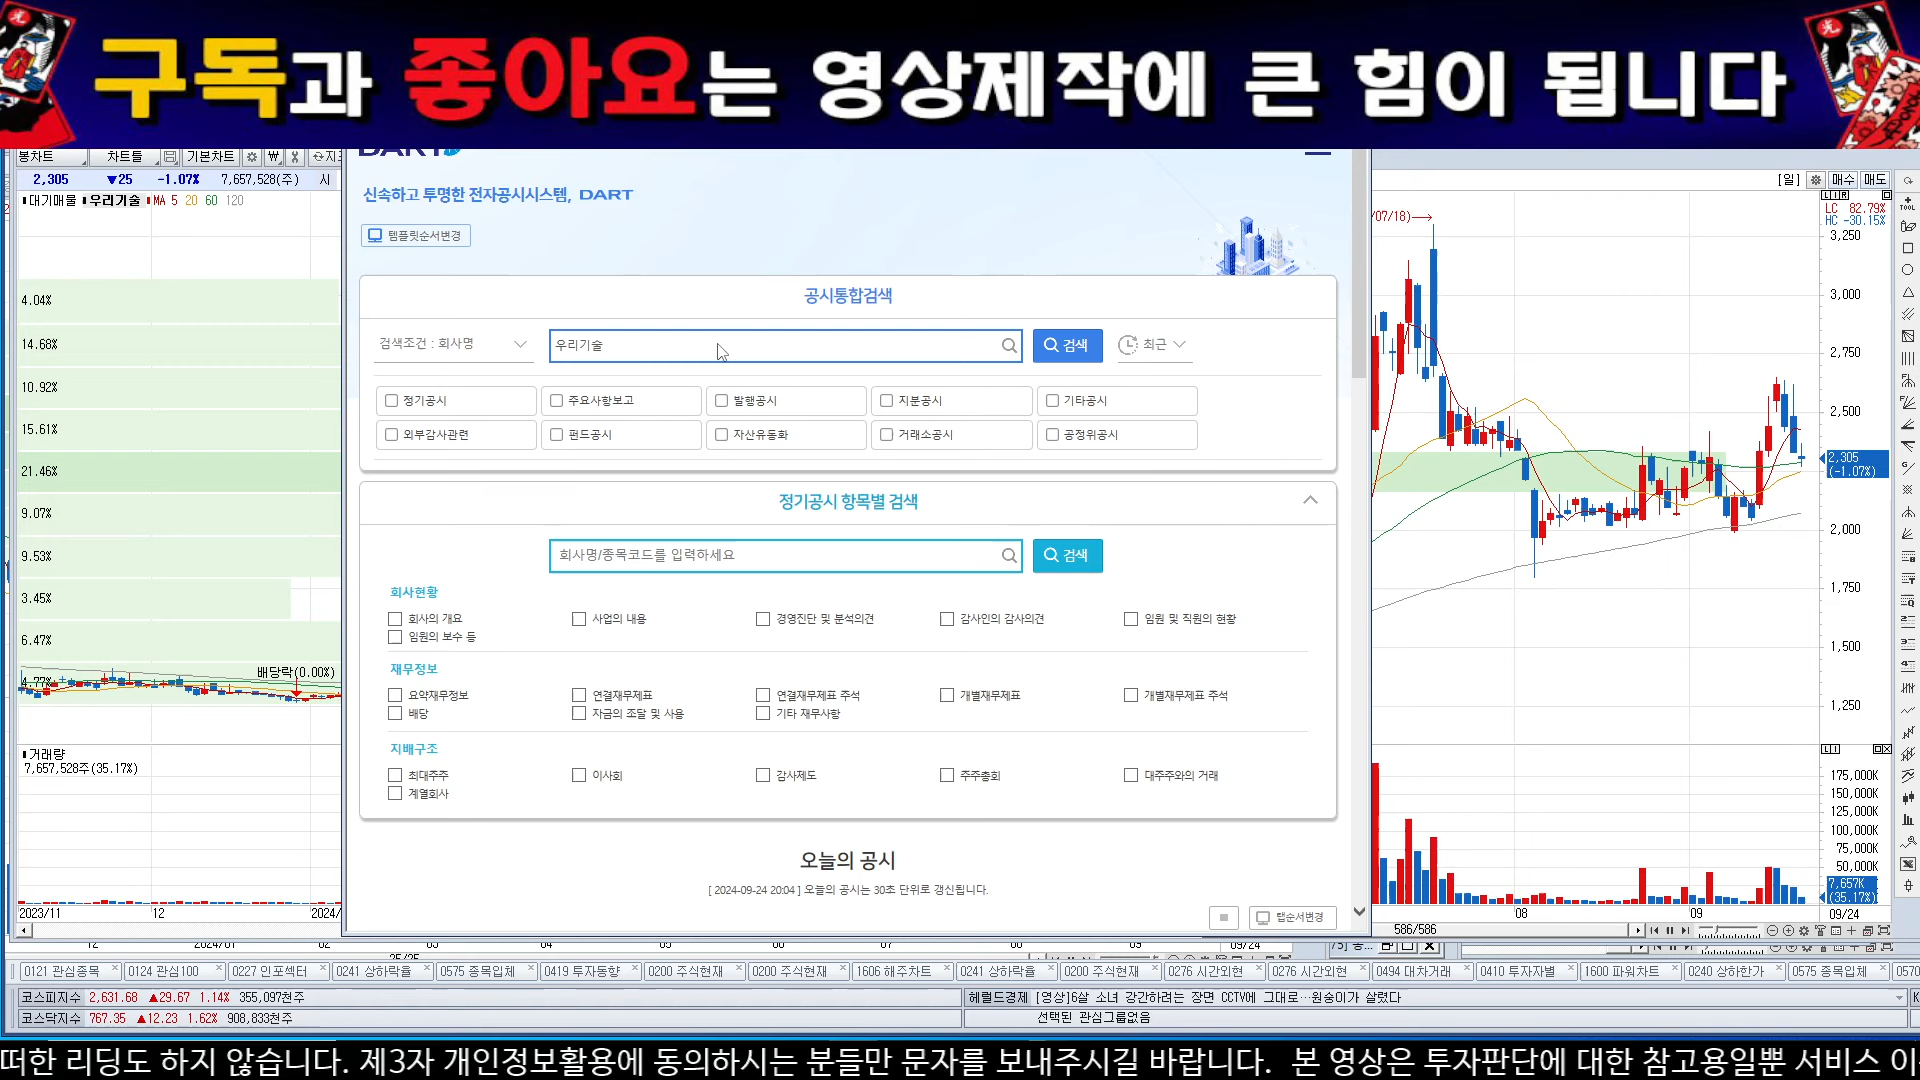 구독과 좋아요는 영상제작에 큰 힘이 됩니다
봉차트 차트틀 기본차트 ₩
2,305 ▼25 -1.07% 7,657,528(주) 시
대기매물 우리기술 MA 5 20 60 120
4.04%
14.68%
10.92%
15.61%
21.46%
9.07%
9.53%
3.45%
6.47%
4.77%
배당락(0.00%)
거래량
7,657,528주(35.17%)
2023/11 12 2024/
신속하고 투명한 전자공시시스템, DART
템플릿순서변경
공시통합검색
검색조건 : 회사명
우리기술
검색
최근
정기공시 주요사항보고 발행공시 지분공시 기타공시
외부감사관련 펀드공시 자산유동화 거래소공시 공정위공시
정기공시 항목별 검색
회사명/종목코드를 입력하세요
검색
회사현황
회사의 개요 사업의 내용 경영진단 및 분석의견 감사인의 감사의견 임원 및 직원의 현황
임원의 보수 등
재무정보
요약재무정보 연결재무제표 연결재무제표 주석 개별재무제표 개별재무제표 주석
배당 자금의 조달 및 사용 기타 재무사항
지배구조
최대주주 이사회 감사제도 주주총회 대주주와의 거래
계열회사
오늘의 공시
[ 2024-09-24 20:04 ] 오늘의 공시는 30초 단위로 갱신됩니다.
탭순서변경
[일] 매수 매도
/07/18)
LC 82.79%
HC -30.15%
3,250
3,000
2,750
2,500
2,305
(-1.07%)
2,000
1,750
1,500
1,250
175,000K
150,000K
125,000K
100,000K
75,000K
50,000K
7,657K
(35.17%)
08 09 09/24
586/586
0121 관심종목 0124 관심100 0227 인포섹터 0241 상하락율 0575 종목입체 0419 투자동향 0200 주식현재 0200 주식현재 1606 해주차트 0241 상하락율 0200 주식현재 0276 시간외현 0276 시간외현 0494 대차거래 0410 투자자별 1600 파워차트 0240 상하한가 0575 종목입체 0570
코스피지수 2,631.68 ▲29.67 1.14% 355,097천주
헤럴드경제 [영상]6살 소녀 강간하려는 장면 CCTV에 그대로…원숭이가 살렸다
코스닥지수 767.35 ▲12.23 1.62% 908,833천주
선택된 관심그룹없음
떠한 리딩도 하지 않습니다. 제3자 개인정보활용에 동의하시는 분들만 문자를 보내주시길 바랍니다. 본 영상은 투자판단에 대한 참고용일뿐 서비스 이